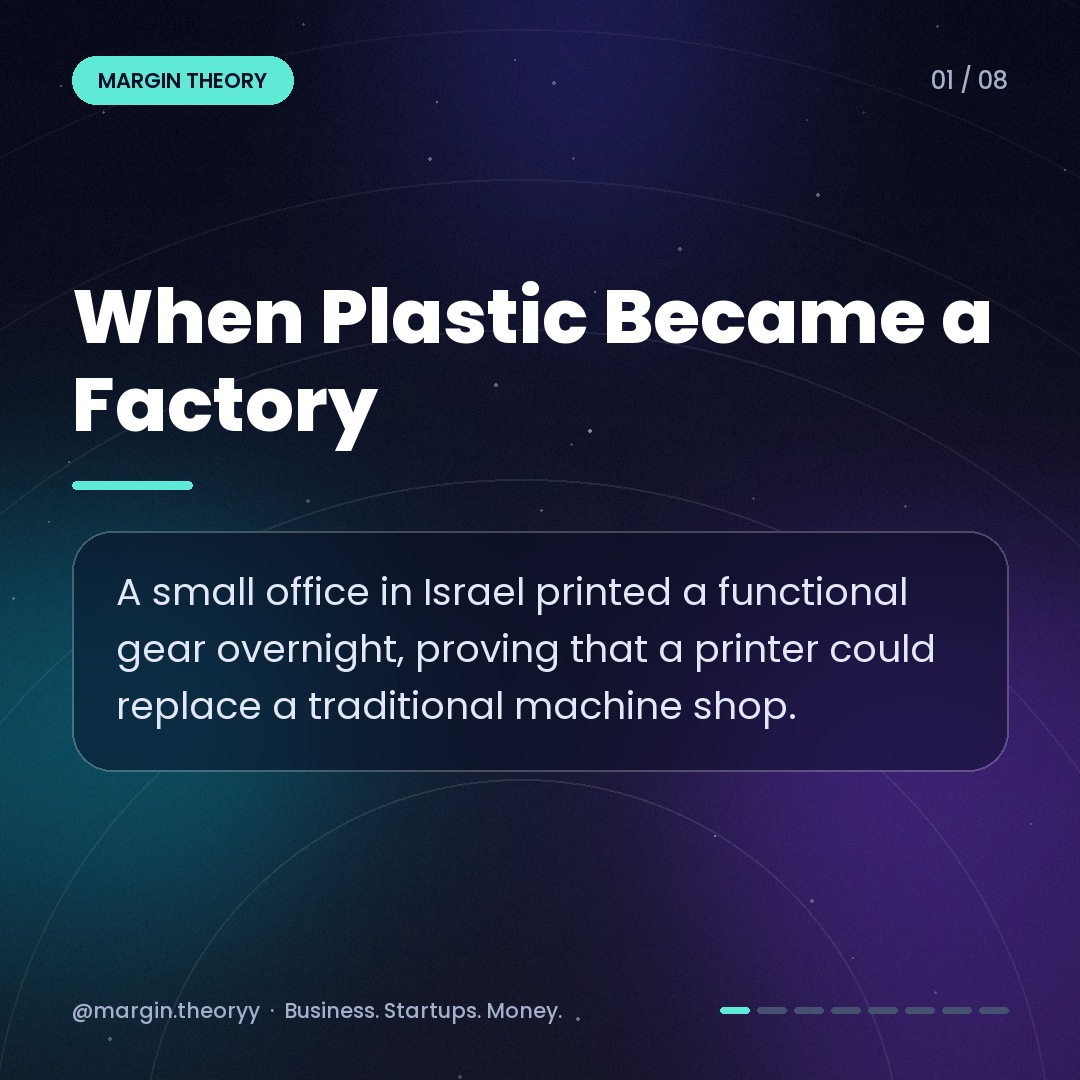 MARGIN THEORY
01 / 08
When Plastic Became a
Factory
A small office in Israel printed a functional
gear overnight, proving that a printer could
replace a traditional machine shop.
@margin.theoryy · Business. Startups. Money.